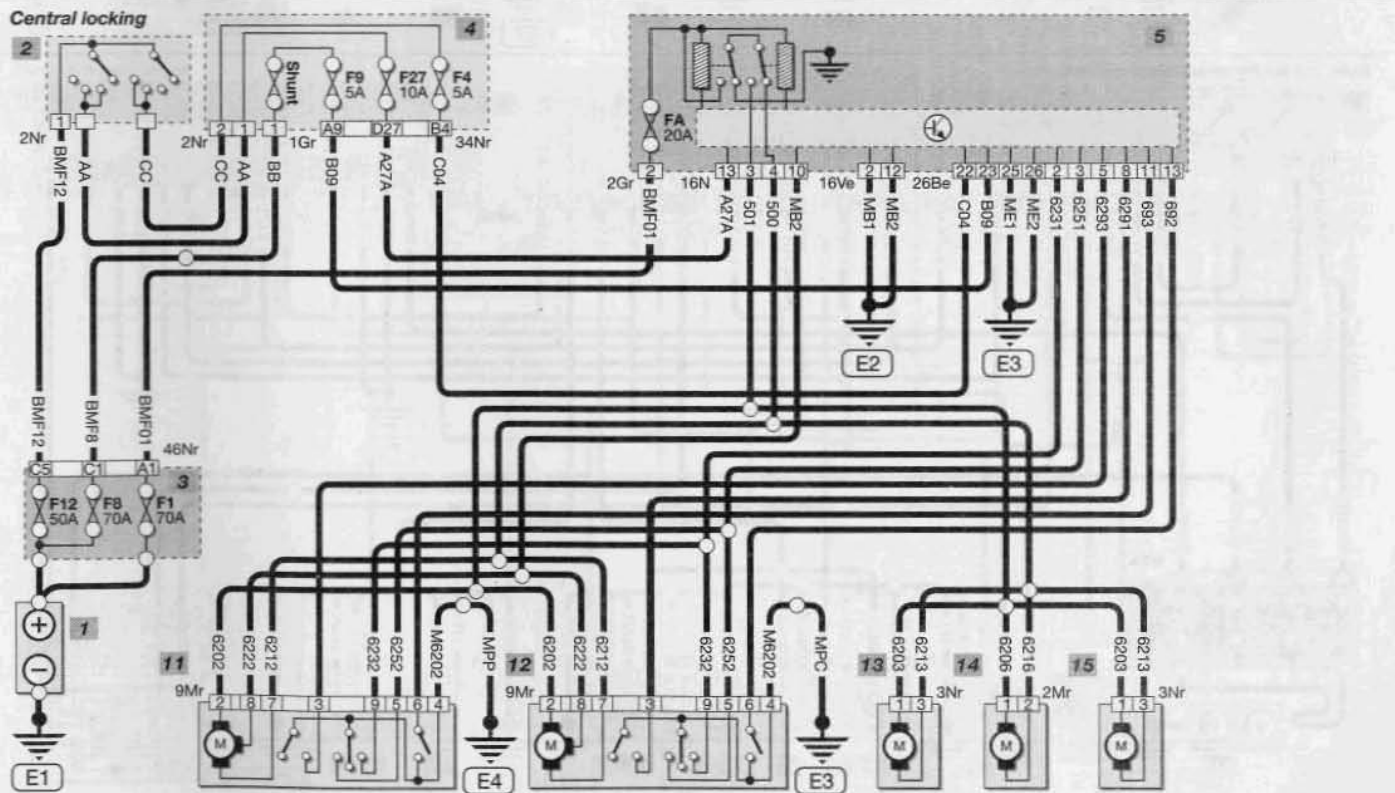 Central locking
2
4
5
Shunt
F9
5A
F27
10A
F4
5A
FA
20A
2Nr
1
2Nr
2
1
1
1Gr
A9
D27
B4
34Nr
2Gr
2
16N
13
3
4
10
16Ve
2
12
26Be
22
23
25
26
2
3
5
8
11
13
BMF12
AA
CC
CC
AA
BB
B09
A27A
C04
BMF01
A27A
501
500
MB2
MB1
MB2
C04
B09
ME1
ME2
6231
6251
6293
6291
693
692
E2
E3
BMF12
BMF8
BMF01
46Nr
C5
C1
A1
3
F12
50A
F8
70A
F1
70A
+
1
−
E1
11
6202
6222
6212
6232
6252
M6202
MPP
12
6202
6222
6212
6232
6252
M6202
MPC
13
6203
6213
14
6206
6216
15
6203
6213
9Mr
2
8
7
3
9
5
6
4
9Mr
2
8
7
3
9
5
6
4
1
3
3Nr
1
2
2Mr
1
3
3Nr
M
M
M
M
M
E4
E3